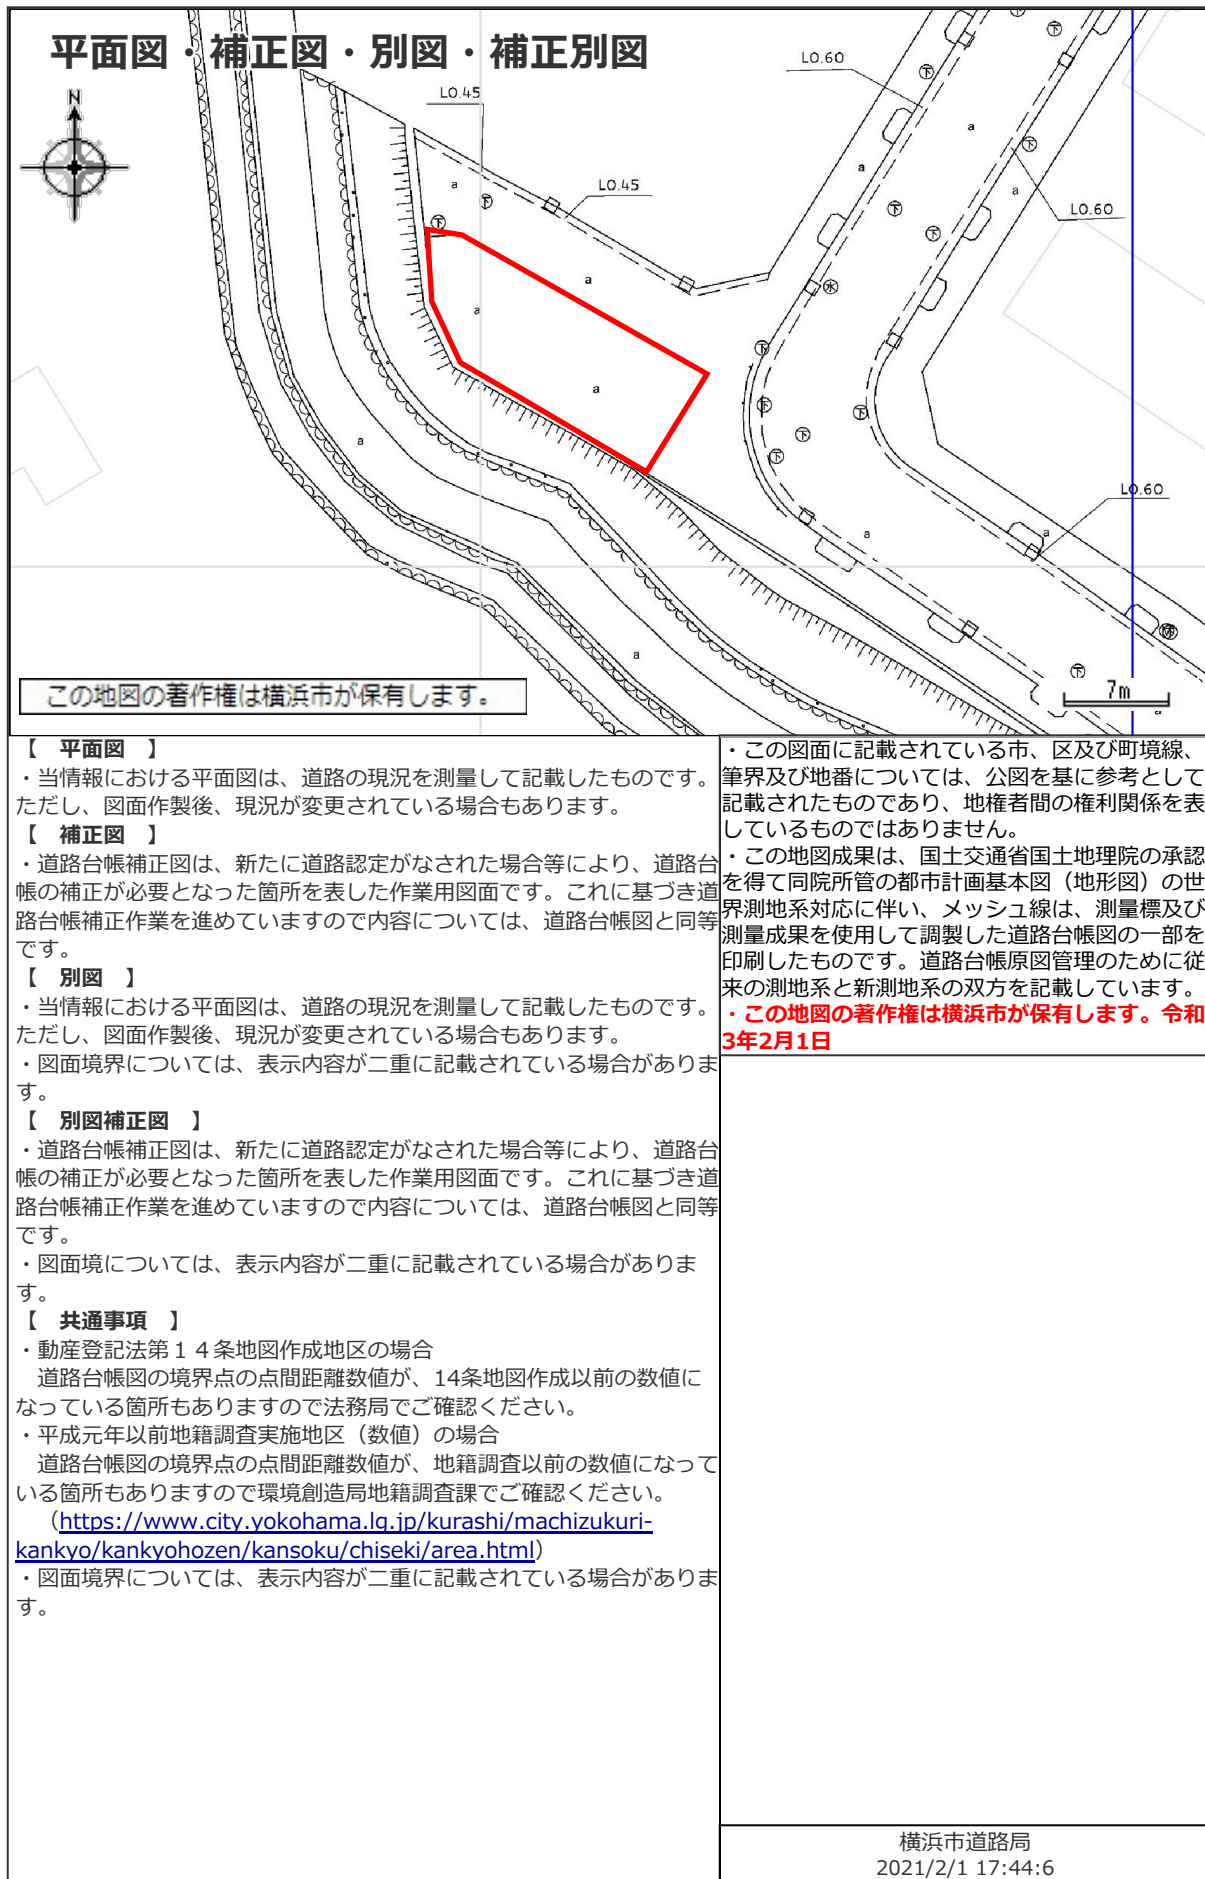 平面図・補正図・別図・補正別図
N
L0.45
L0.45
L0.60
L0.60
L0.60
a
a
a
a
a
a
a
a
a
a
a
a
下
下
下
下
下
下
下
下
下
下
下
下
下
下
水
7m
この地図の著作権は横浜市が保有します。
【　平面図　】
・当情報における平面図は、道路の現況を測量して記載したものです。
ただし、図面作製後、現況が変更されている場合もあります。
【　補正図　】
・道路台帳補正図は、新たに道路認定がなされた場合等により、道路台
帳の補正が必要となった箇所を表した作業用図面です。これに基づき道
路台帳補正作業を進めていますので内容については、道路台帳図と同等
です。
【　別図　】
・当情報における平面図は、道路の現況を測量して記載したものです。
ただし、図面作製後、現況が変更されている場合もあります。
・図面境界については、表示内容が二重に記載されている場合がありま
す。
【　別図補正図　】
・道路台帳補正図は、新たに道路認定がなされた場合等により、道路台
帳の補正が必要となった箇所を表した作業用図面です。これに基づき道
路台帳補正作業を進めていますので内容については、道路台帳図と同等
です。
・図面境については、表示内容が二重に記載されている場合がありま
す。
【　共通事項　】
・動産登記法第１４条地図作成地区の場合
　道路台帳図の境界点の点間距離数値が、14条地図作成以前の数値に
なっている箇所もありますので法務局でご確認ください。
・平成元年以前地籍調査実施地区（数値）の場合
　道路台帳図の境界点の点間距離数値が、地籍調査以前の数値になって
いる箇所もありますので環境創造局地籍調査課でご確認ください。
（https://www.city.yokohama.lg.jp/kurashi/machizukuri-
kankyo/kankyohozen/kansoku/chiseki/area.html）
・図面境界については、表示内容が二重に記載されている場合がありま
す。
・この図面に記載されている市、区及び町境線、
筆界及び地番については、公図を基に参考として
記載されたものであり、地権者間の権利関係を表
しているものではありません。
・この地図成果は、国土交通省国土地理院の承認
を得て同院所管の都市計画基本図（地形図）の世
界測地系対応に伴い、メッシュ線は、測量標及び
測量成果を使用して調製した道路台帳図の一部を
印刷したものです。道路台帳原図管理のために従
来の測地系と新測地系の双方を記載しています。
・この地図の著作権は横浜市が保有します。令和
3年2月1日
横浜市道路局
2021/2/1 17:44:6